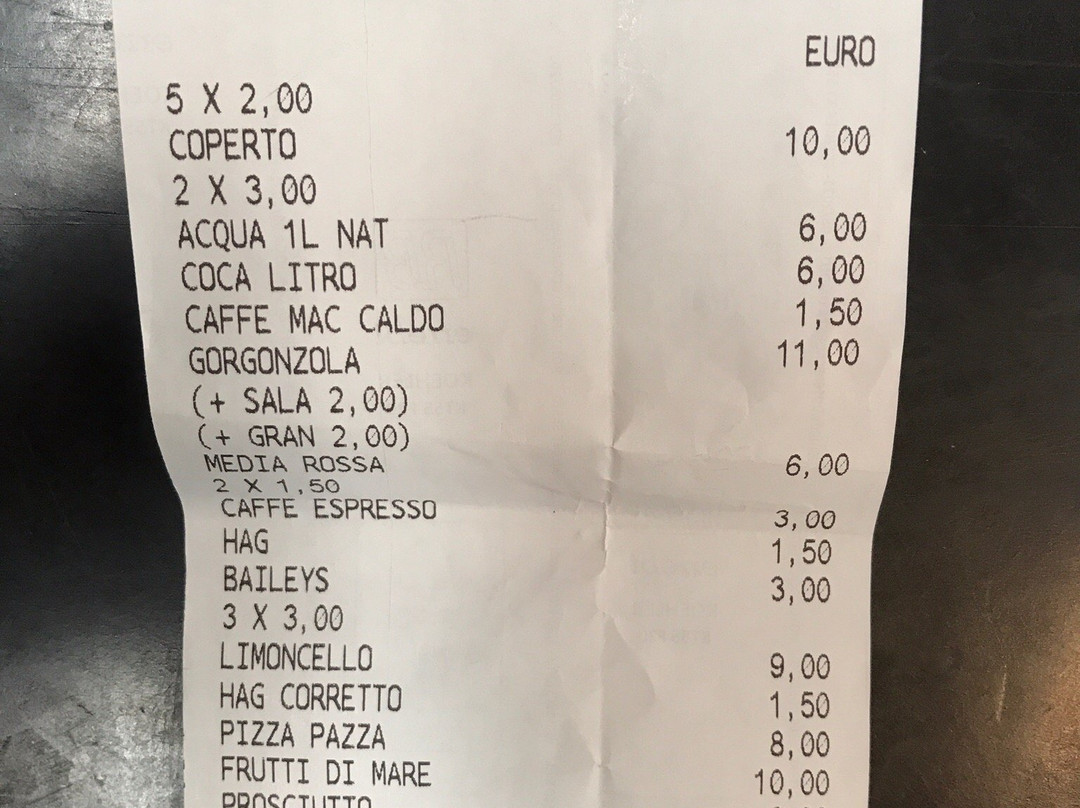 EURO
5 X 2,00
COPERTO 10,00
2 X 3,00
ACQUA 1L NAT 6,00
COCA LITRO 6,00
CAFFE MAC CALDO 1,50
GORGONZOLA 11,00
(+ SALA 2,00)
(+ GRAN 2,00)
MEDIA ROSSA 6,00
2 X 1,50
CAFFE ESPRESSO 3,00
HAG 1,50
BAILEYS 3,00
3 X 3,00
LIMONCELLO 9,00
HAG CORRETTO 1,50
PIZZA PAZZA 8,00
FRUTTI DI MARE 10,00
PROSCIUTTO